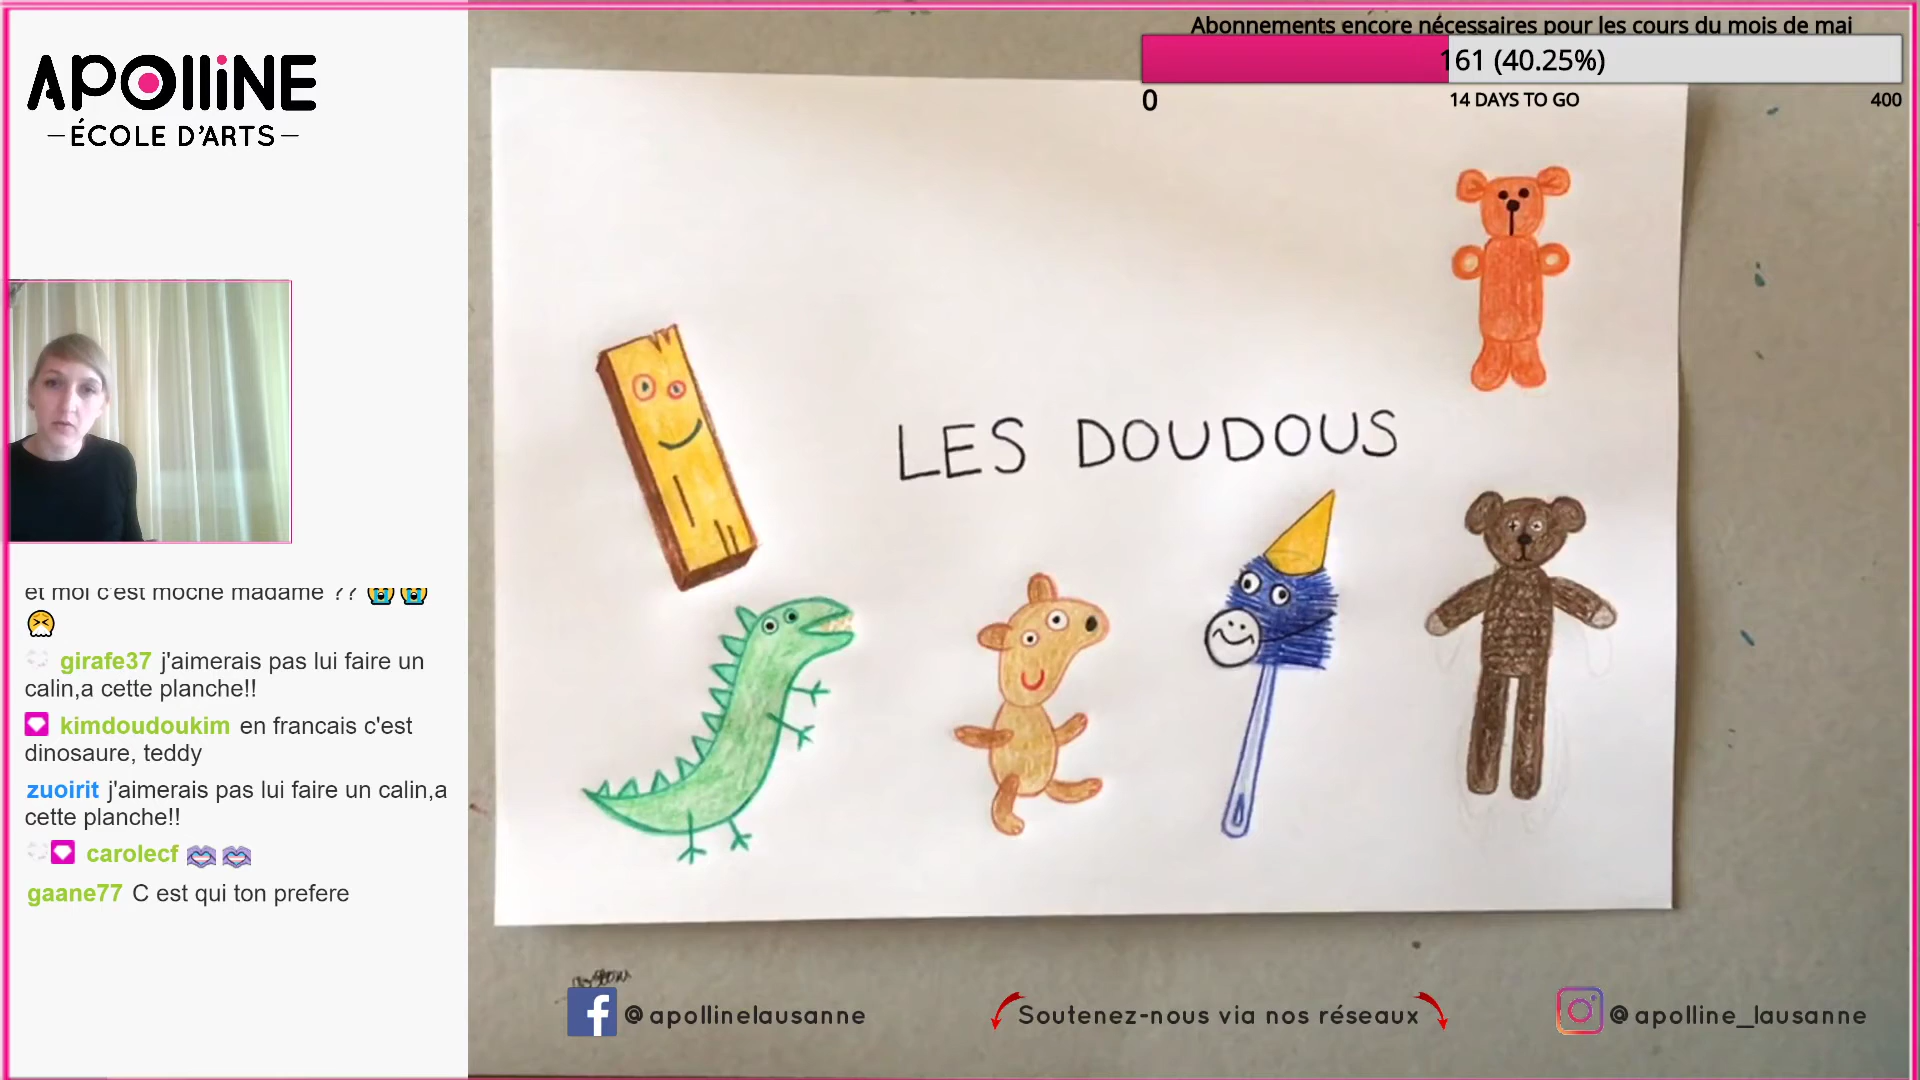 APOLLINE
—ÉCOLE D'ARTS—
Abonnements encore nécessaires pour les cours du mois de mai
161 (40.25%)
0
14 DAYS TO GO
400
LES DOUDOUS
et moi c'est moche madame ??
girafe37 j'aimerais pas lui faire un
calin,a cette planche!!
kimdoudoukim en francais c'est
dinosaure, teddy
zuoirit j'aimerais pas lui faire un calin,a
cette planche!!
carolecf
gaane77 C est qui ton prefere
@apollinelausanne
Soutenez-nous via nos réseaux
@apolline_lausanne